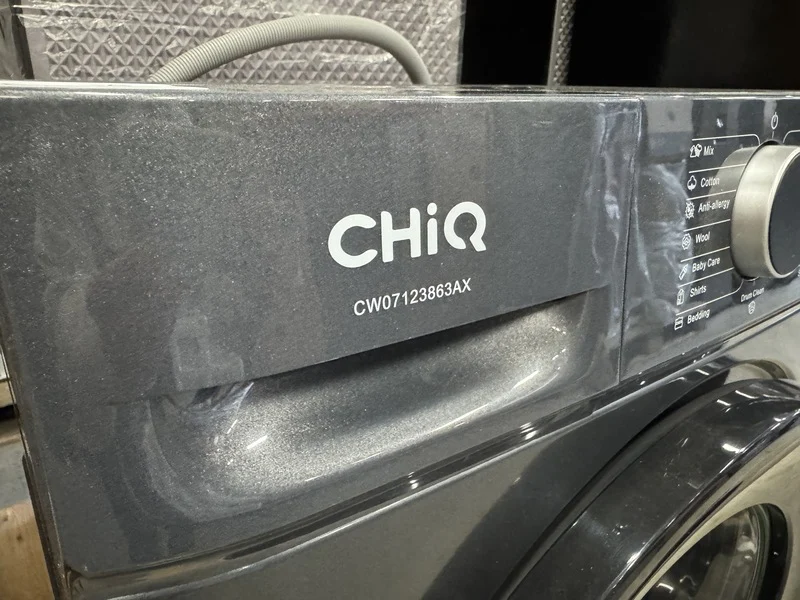 CHiQ
CW07123863AX
Mix
Cotton
Anti-allergy
Wool
Baby Care
Shirts
Bedding
Drum Clean